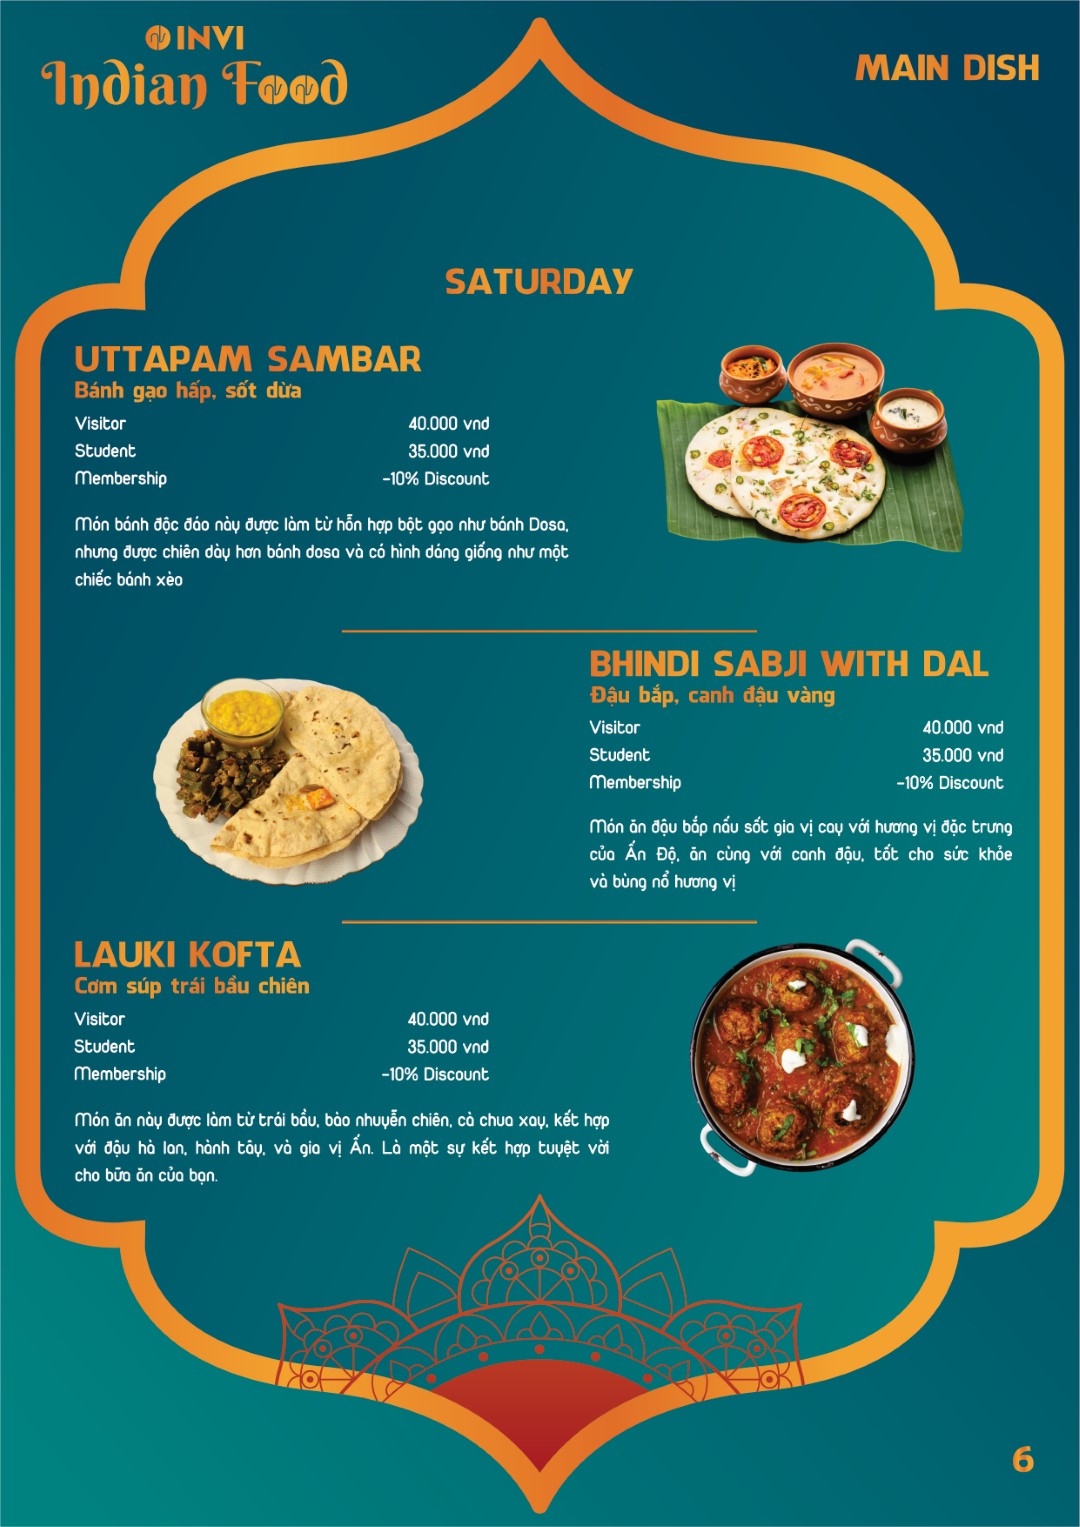 INVI
Indian Food
MAIN DISH
SATURDAY
UTTAPAM SAMBAR
Bánh gạo hấp, sốt dừa
Visitor 40.000 vnd
Student 35.000 vnd
Membership -10% Discount
Món bánh độc đáo này được làm từ hỗn hợp bột gạo như bánh Dosa,
nhưng được chiên dày hơn bánh dosa và có hình dáng giống như một
chiếc bánh xèo
BHINDI SABJI WITH DAL
Đậu bắp, canh đậu vàng
Visitor 40.000 vnd
Student 35.000 vnd
Membership -10% Discount
Món ăn đậu bắp nấu sốt gia vị cay với hương vị đặc trưng
của Ấn Độ, ăn cùng với canh đậu, tốt cho sức khỏe
và bùng nổ hương vị
LAUKI KOFTA
Cơm súp trái bầu chiên
Visitor 40.000 vnd
Student 35.000 vnd
Membership -10% Discount
Món ăn này được làm từ trái bầu, bào nhuyễn chiên, cà chua xay, kết hợp
với đậu hà lan, hành tây, và gia vị Ấn. Là một sự kết hợp tuyệt vời
cho bữa ăn của bạn.
6